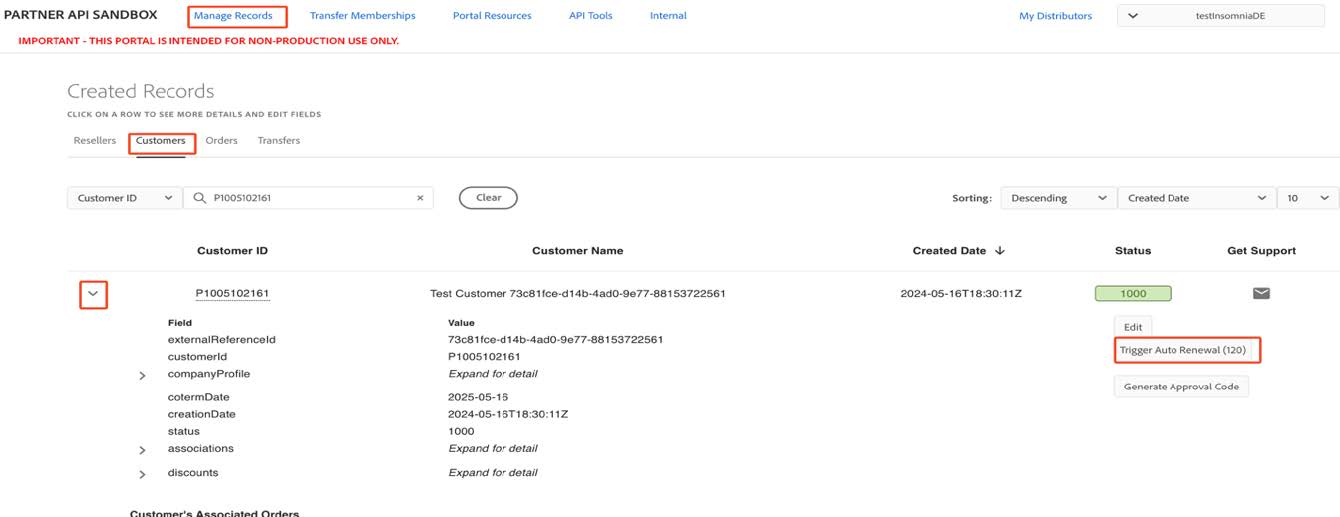 PARTNER API SANDBOX Manage Records Transfer Memberships Portal Resources API Tools Internal My Distributors testInsomniaDE
IMPORTANT - THIS PORTAL IS INTENDED FOR NON-PRODUCTION USE ONLY.
Created Records
CLICK ON A ROW TO SEE MORE DETAILS AND EDIT FIELDS
Resellers Customers Orders Transfers
Customer ID P1005102161 × Clear Sorting: Descending Created Date 10
Customer ID Customer Name Created Date ↓ Status Get Support
P1005102161 Test Customer 73c81fce-d14b-4ad0-9e77-88153722561 2024-05-16T18:30:11Z 1000
Field Value Edit
externalReferenceId 73c81fce-d14b-4ad0-9e77-88153722561
customerId P1005102161 Trigger Auto Renewal (120)
companyProfile Expand for detail
Generate Approval Code
cotermDate 2025-05-16
creationDate 2024-05-16T18:30:11Z
status 1000
associations Expand for detail
discounts Expand for detail
Customer's Associated Orders